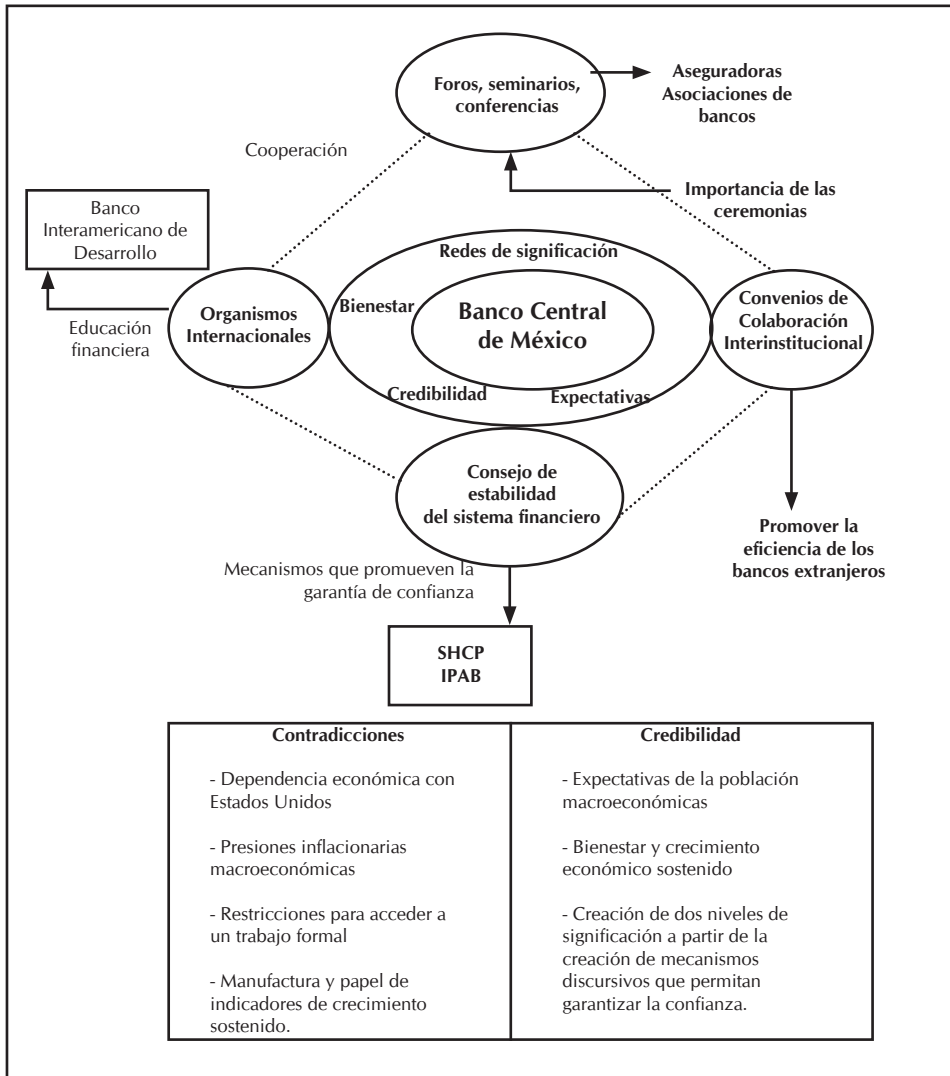 Foros, seminarios,
conferencias
Aseguradoras
Asociaciones de
bancos
Cooperación
Importancia de las
ceremonias
Banco
Interamericano de
Desarrollo
Redes de significación
Bienestar
Organismos
Internacionales
Banco Central
de México
Convenios de
Colaboración
Interinstitucional
Educación
financiera
Credibilidad
Expectativas
Consejo de
estabilidad
del sistema financiero
Promover la
eficiencia de los
bancos extranjeros
Mecanismos que promueven la
garantía de confianza
SHCP
IPAB
Contradicciones
- Dependencia económica con
Estados Unidos
- Presiones inflacionarias
macroeconómicas
- Restricciones para acceder a
un trabajo formal
- Manufactura y papel de
indicadores de crecimiento
sostenido.
Credibilidad
- Expectativas de la población
macroeconómicas
- Bienestar y crecimiento
económico sostenido
- Creación de dos niveles de
significación a partir de la
creación de mecanismos
discursivos que permitan
garantizar la confianza.